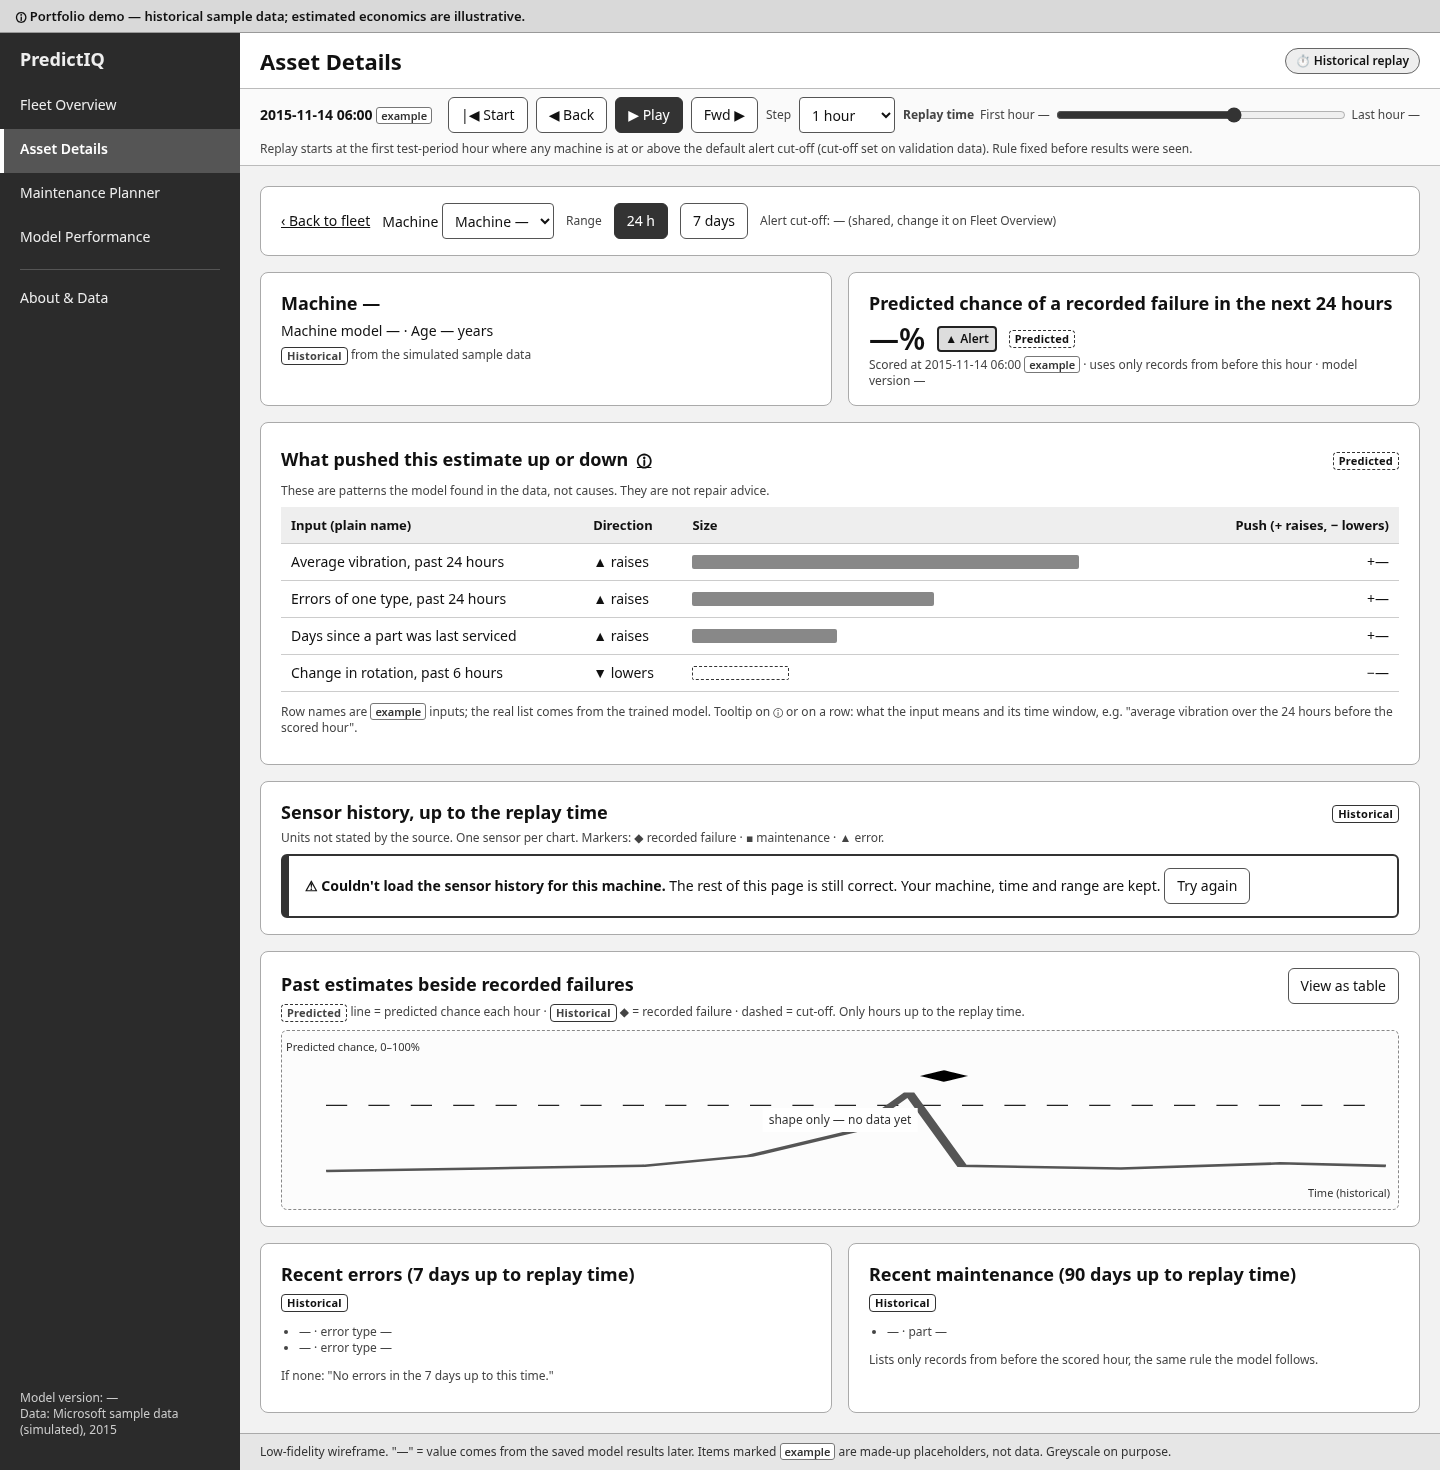 ⓘ Portfolio demo — historical sample data; estimated economics are illustrative.
PredictIQ
Fleet Overview
Asset Details
Maintenance Planner
Model Performance
About & Data
Model version: —
Data: Microsoft sample data
(simulated), 2015
Asset Details
⏱ Historical replay
2015-11-14 06:00 example |◀ Start ◀ Back ▶ Play Fwd ▶ Step 1 hour Replay time First hour — Last hour —
Replay starts at the first test-period hour where any machine is at or above the default alert cut-off (cut-off set on validation data). Rule fixed before results were seen.
‹ Back to fleet Machine Machine — Range 24 h 7 days Alert cut-off: — (shared, change it on Fleet Overview)
Machine —
Machine model — · Age — years
Historical from the simulated sample data
Predicted chance of a recorded failure in the next 24 hours
—% ▲ Alert Predicted
Scored at 2015-11-14 06:00 example · uses only records from before this hour · model
version —
What pushed this estimate up or down ⓘ Predicted
These are patterns the model found in the data, not causes. They are not repair advice.
Input (plain name) Direction Size Push (+ raises, − lowers)
Average vibration, past 24 hours ▲ raises +—
Errors of one type, past 24 hours ▲ raises +—
Days since a part was last serviced ▲ raises +—
Change in rotation, past 6 hours ▼ lowers −—
Row names are example inputs; the real list comes from the trained model. Tooltip on ⓘ or on a row: what the input means and its time window, e.g. "average vibration over the 24 hours before the
scored hour".
Sensor history, up to the replay time Historical
Units not stated by the source. One sensor per chart. Markers: ◆ recorded failure · ■ maintenance · ▲ error.
⚠ Couldn't load the sensor history for this machine. The rest of this page is still correct. Your machine, time and range are kept. Try again
Past estimates beside recorded failures View as table
Predicted line = predicted chance each hour · Historical ◆ = recorded failure · dashed = cut-off. Only hours up to the replay time.
Predicted chance, 0–100%
shape only — no data yet
Time (historical)
Recent errors (7 days up to replay time)
Historical
• — · error type —
• — · error type —
If none: "No errors in the 7 days up to this time."
Recent maintenance (90 days up to replay time)
Historical
• — · part —
Lists only records from before the scored hour, the same rule the model follows.
Low-fidelity wireframe. "—" = value comes from the saved model results later. Items marked example are made-up placeholders, not data. Greyscale on purpose.